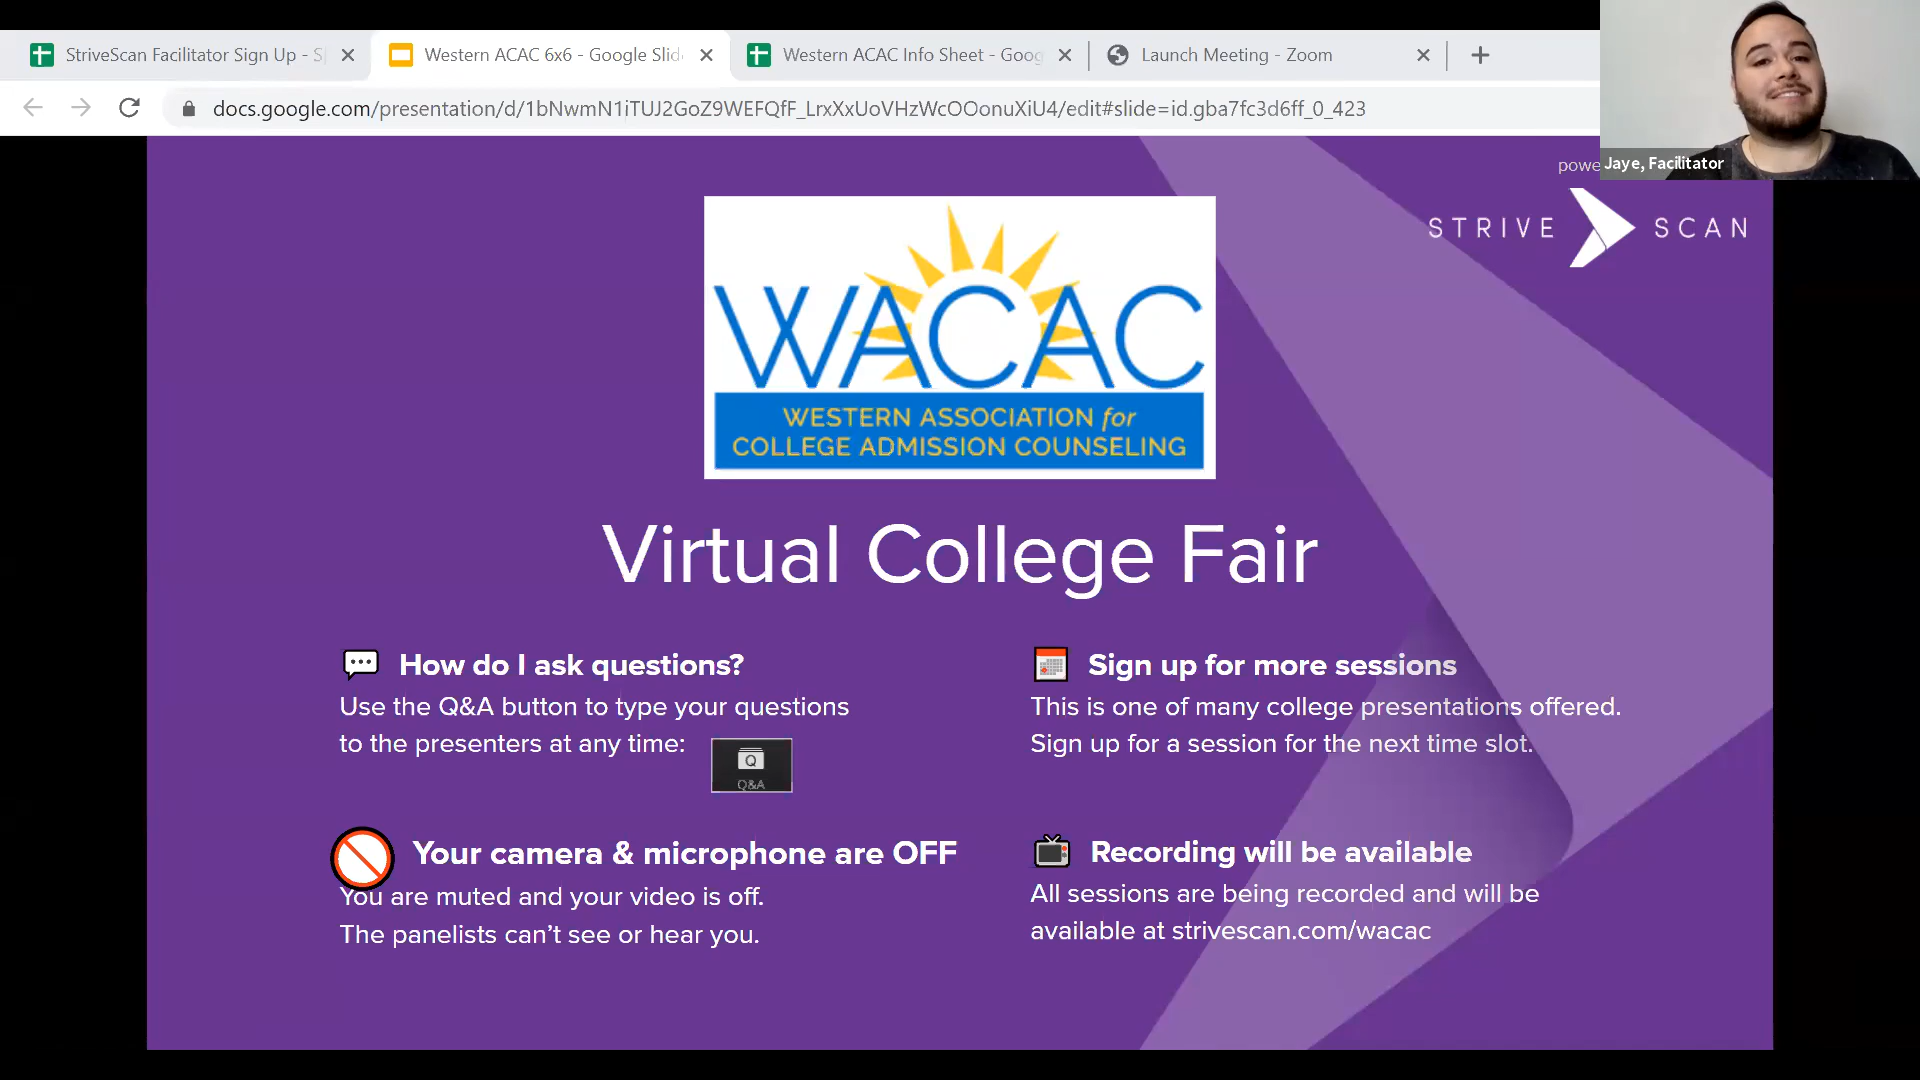 StriveScan Facilitator Sign Up - S
Western ACAC 6x6 - Google Slid
Western ACAC Info Sheet - Goog
Launch Meeting - Zoom
docs.google.com/presentation/d/1bNwmN1iTUJ2GoZ9WEFQfF_LrxXxUoVHzWcOOonuXiU4/edit#slide=id.gba7fc3d6ff_0_423
Jaye, Facilitator
powe
STRIVE SCAN
WACAC
WESTERN ASSOCIATION for
COLLEGE ADMISSION COUNSELING
Virtual College Fair
How do I ask questions?
Use the Q&A button to type your questions
to the presenters at any time:
Q
Q&A
Sign up for more sessions
This is one of many college presentations offered.
Sign up for a session for the next time slot.
Your camera & microphone are OFF
You are muted and your video is off.
The panelists can't see or hear you.
Recording will be available
All sessions are being recorded and will be
available at strivescan.com/wacac